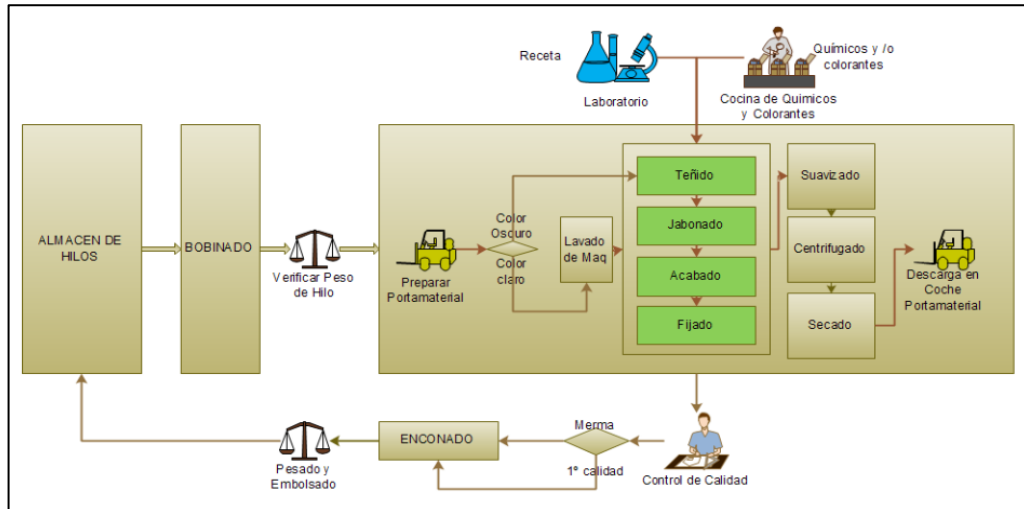 Receta
Laboratorio
Químicos y /o
colorantes
Cocina de Quimicos
y Colorantes
ALMACEN DE
HILOS
BOBINADO
Verificar Peso
de Hilo
Preparar
Portamaterial
Color
Oscuro
Color
claro
Lavado
de Maq
Teñido
Jabonado
Acabado
Fijado
Suavizado
Centrifugado
Secado
Descarga en
Coche
Portamaterial
Pesado y
Embolsado
ENCONADO
Merma
1º calidad
Control de Calidad